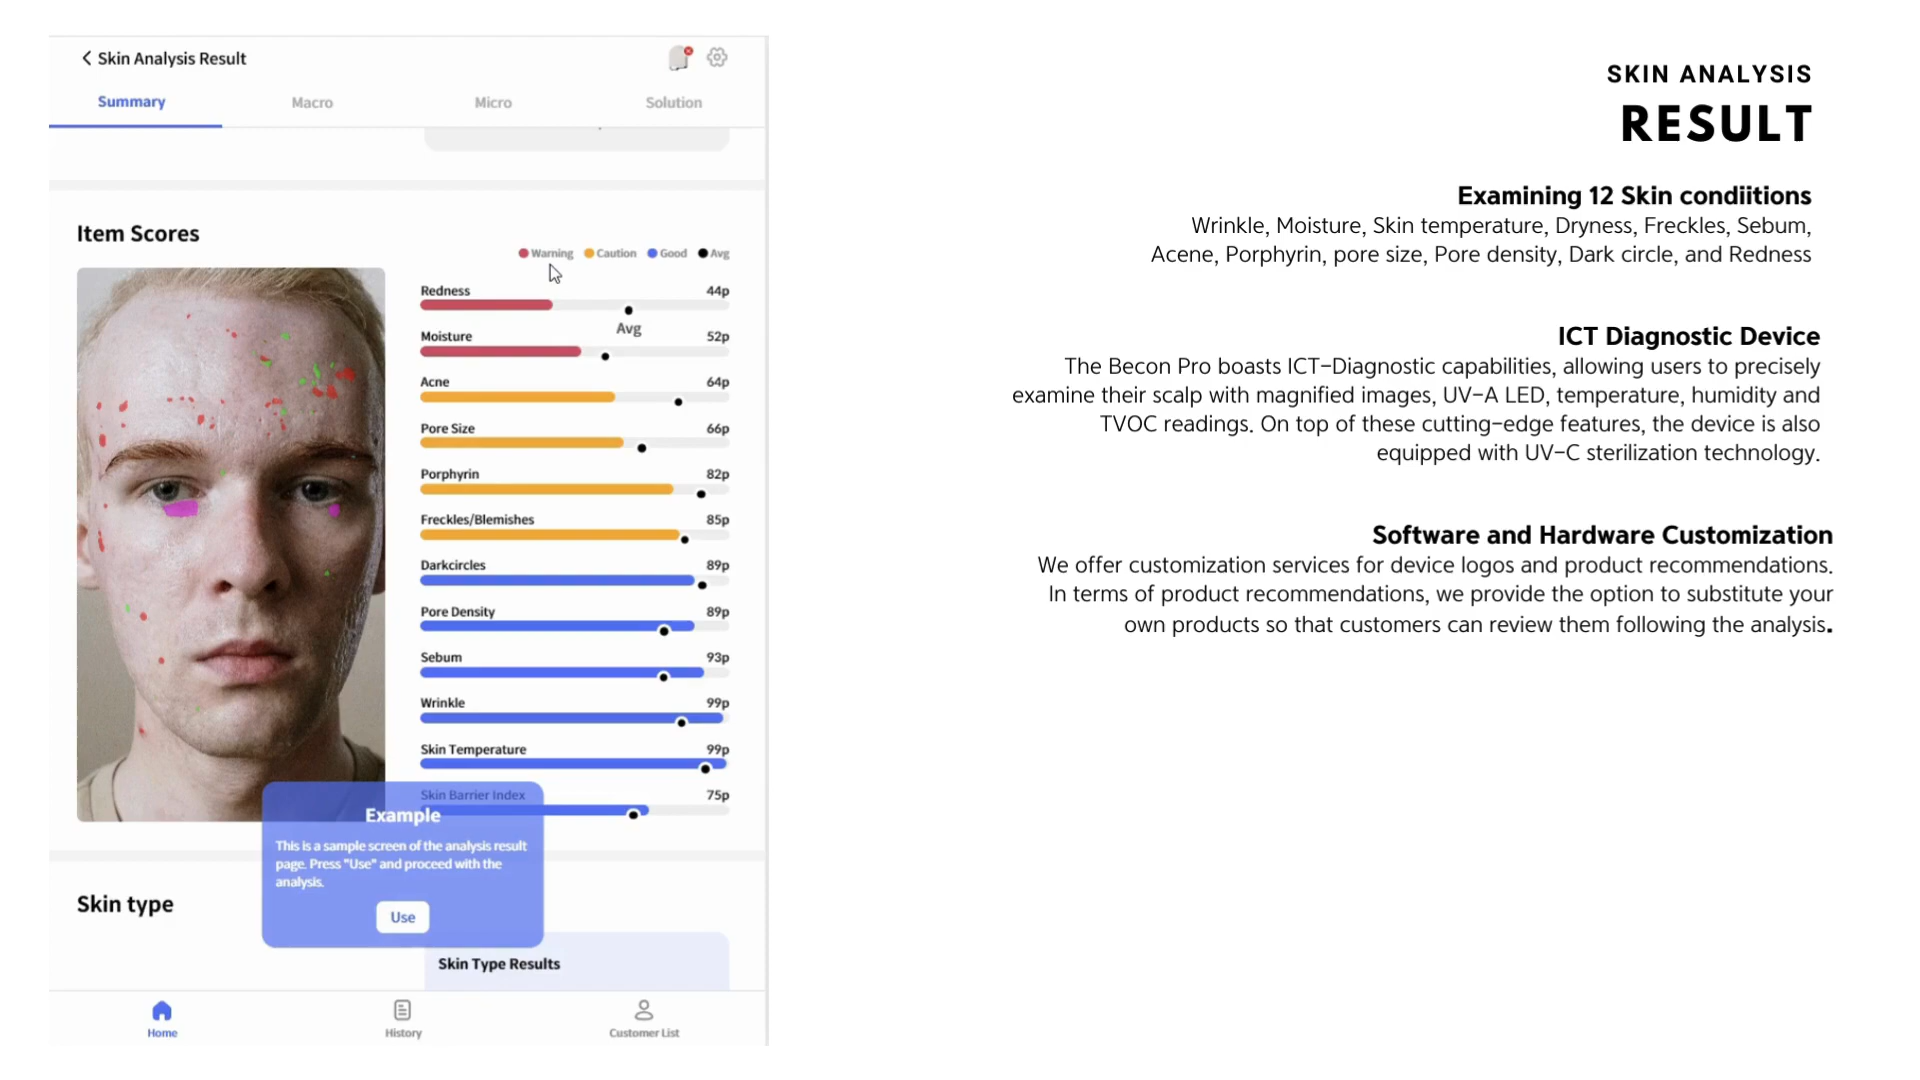 Skin Analysis Result
Summary
Macro
Micro
Solution
Item Scores
Warning
Caution
Good
Avg
Redness
44p
Avg
Moisture
52p
Acne
64p
Pore Size
66p
Porphyrin
82p
Freckles/Blemishes
85p
Darkcircles
89p
Pore Density
89p
Sebum
93p
Wrinkle
99p
Skin Temperature
99p
Skin Barrier Index
75p
Example
This is a sample screen of the analysis result
page. Press "Use" and proceed with the
analysis.
Use
Skin type
Skin Type Results
Home
History
Customer List
SKIN ANALYSIS
RESULT
Examining 12 Skin condiitions
Wrinkle, Moisture, Skin temperature, Dryness, Freckles, Sebum,
Acene, Porphyrin, pore size, Pore density, Dark circle, and Redness
ICT Diagnostic Device
The Becon Pro boasts ICT-Diagnostic capabilities, allowing users to precisely
examine their scalp with magnified images, UV-A LED, temperature, humidity and
TVOC readings. On top of these cutting-edge features, the device is also
equipped with UV-C sterilization technology.
Software and Hardware Customization
We offer customization services for device logos and product recommendations.
In terms of product recommendations, we provide the option to substitute your
own products so that customers can review them following the analysis.